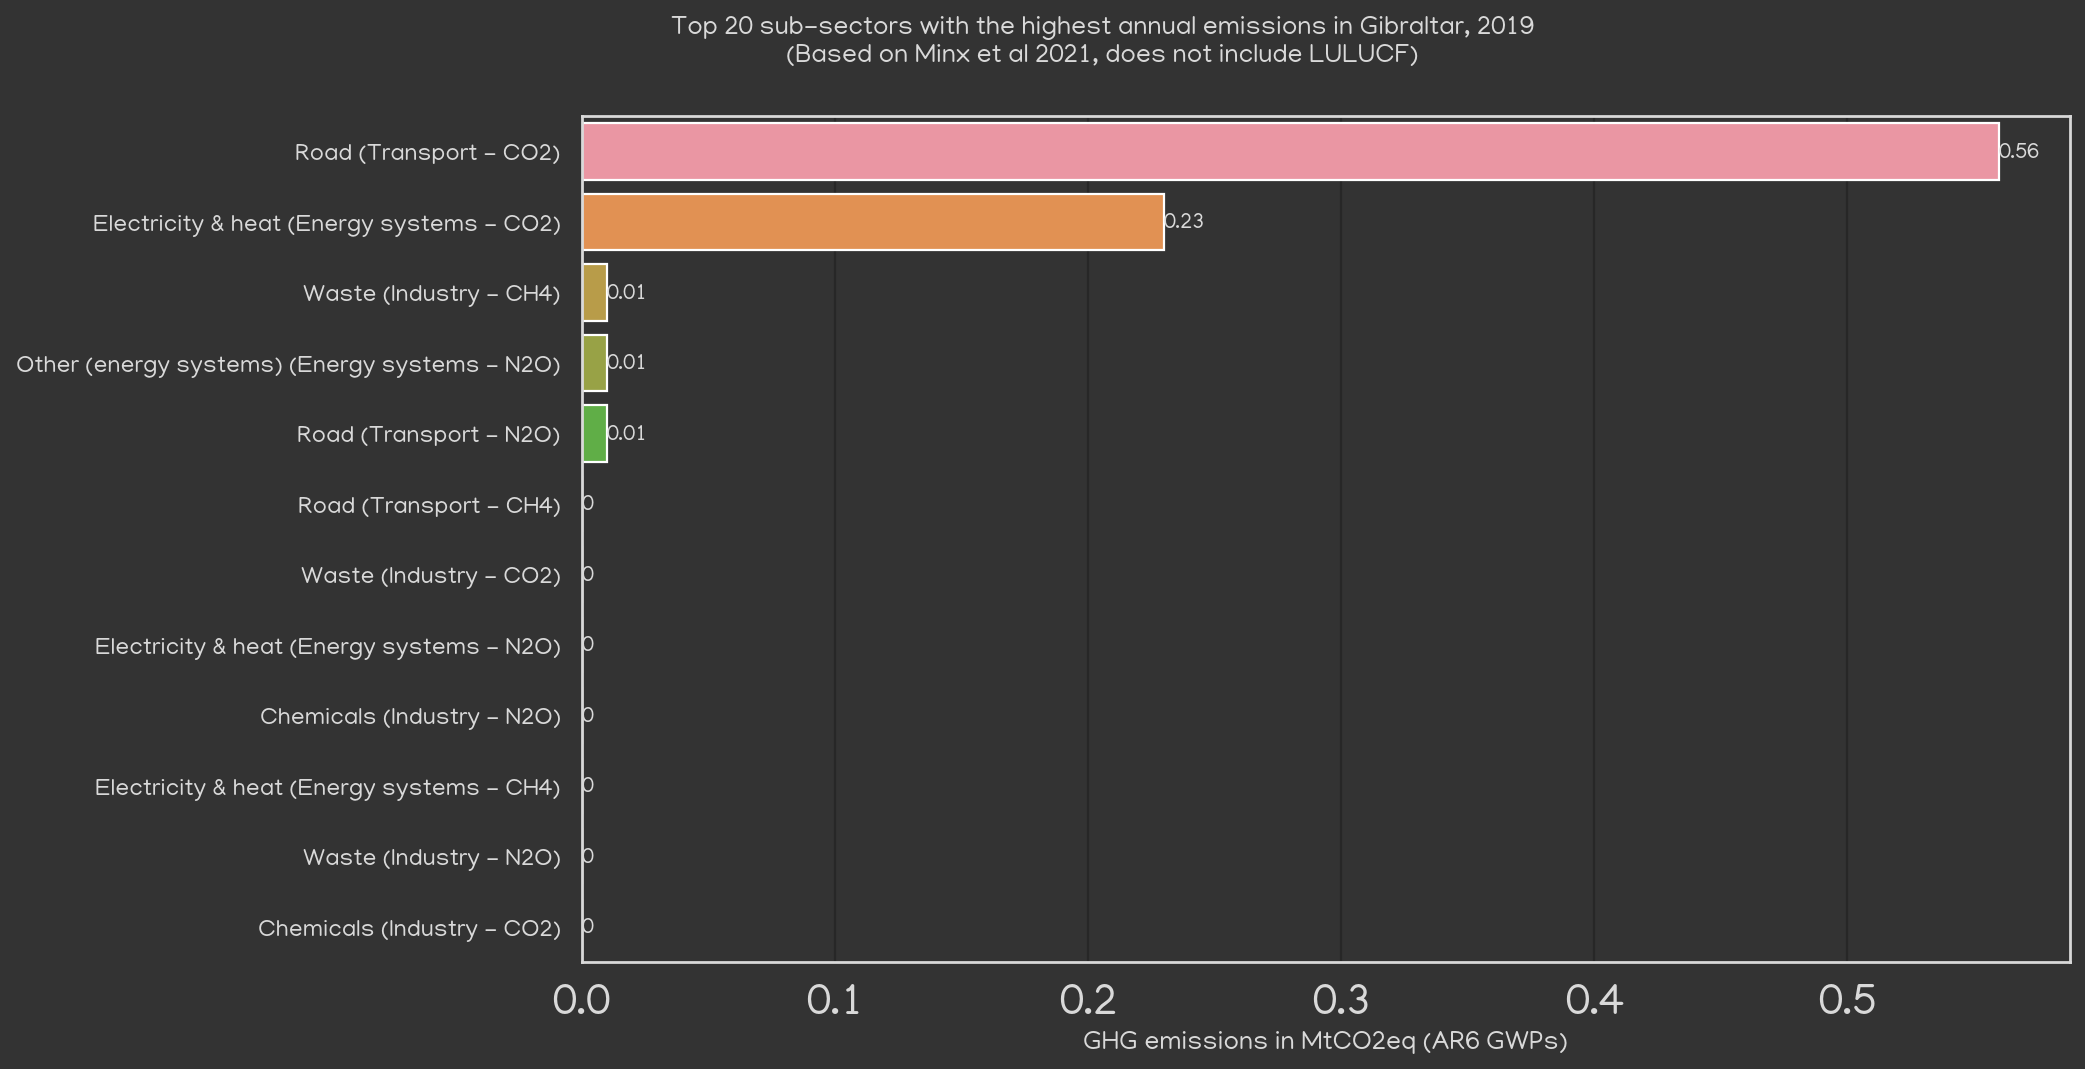 Top 20 sub-sectors with the highest annual emissions in Gibraltar, 2019
(Based on Minx et al 2021, does not include LULUCF)
Road (Transport - CO2) 0.56
Electricity & heat (Energy systems - CO2) 0.23
Waste (Industry - CH4) 0.01
Other (energy systems) (Energy systems - N2O) 0.01
Road (Transport - N2O) 0.01
Road (Transport - CH4) 0
Waste (Industry - CO2) 0
Electricity & heat (Energy systems - N2O) 0
Chemicals (Industry - N2O) 0
Electricity & heat (Energy systems - CH4) 0
Waste (Industry - N2O) 0
Chemicals (Industry - CO2) 0
0.0 0.1 0.2 0.3 0.4 0.5
GHG emissions in MtCO2eq (AR6 GWPs)